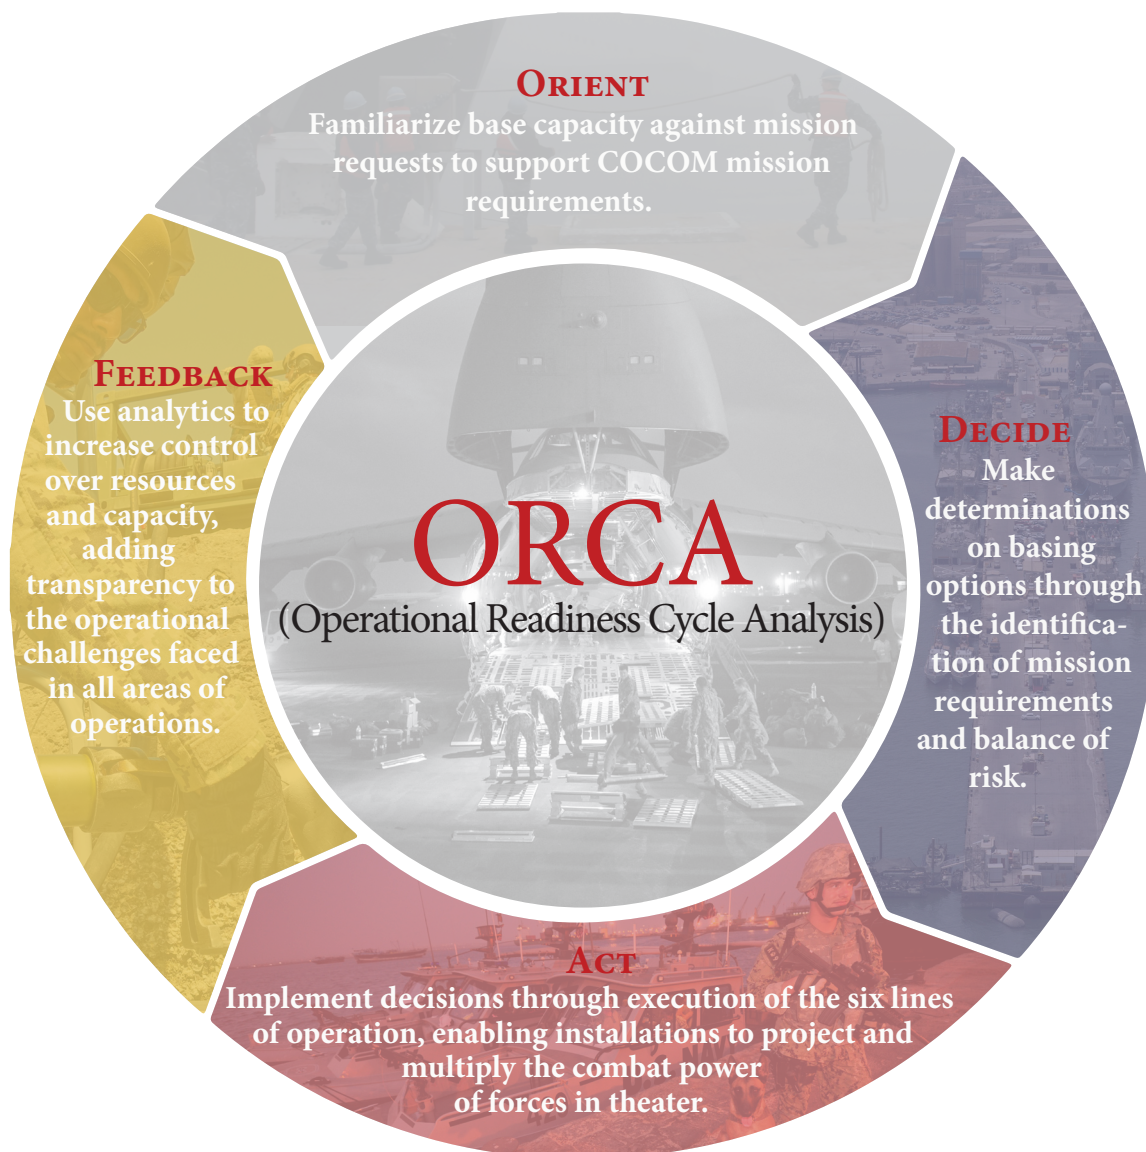 ORIENT
Familiarize base capacity against mission
requests to support COCOM mission
requirements.
DECIDE
Make
determinations
on basing
options through
the identifica-
tion of mission
requirements
and balance of
risk.
ACT
Implement decisions through execution of the six lines
of operation, enabling installations to project and
multiply the combat power
of forces in theater.
FEEDBACK
Use analytics to
increase control
over resources
and capacity,
adding
transparency to
the operational
challenges faced
in all areas of
operations.
ORCA
(Operational Readiness Cycle Analysis)